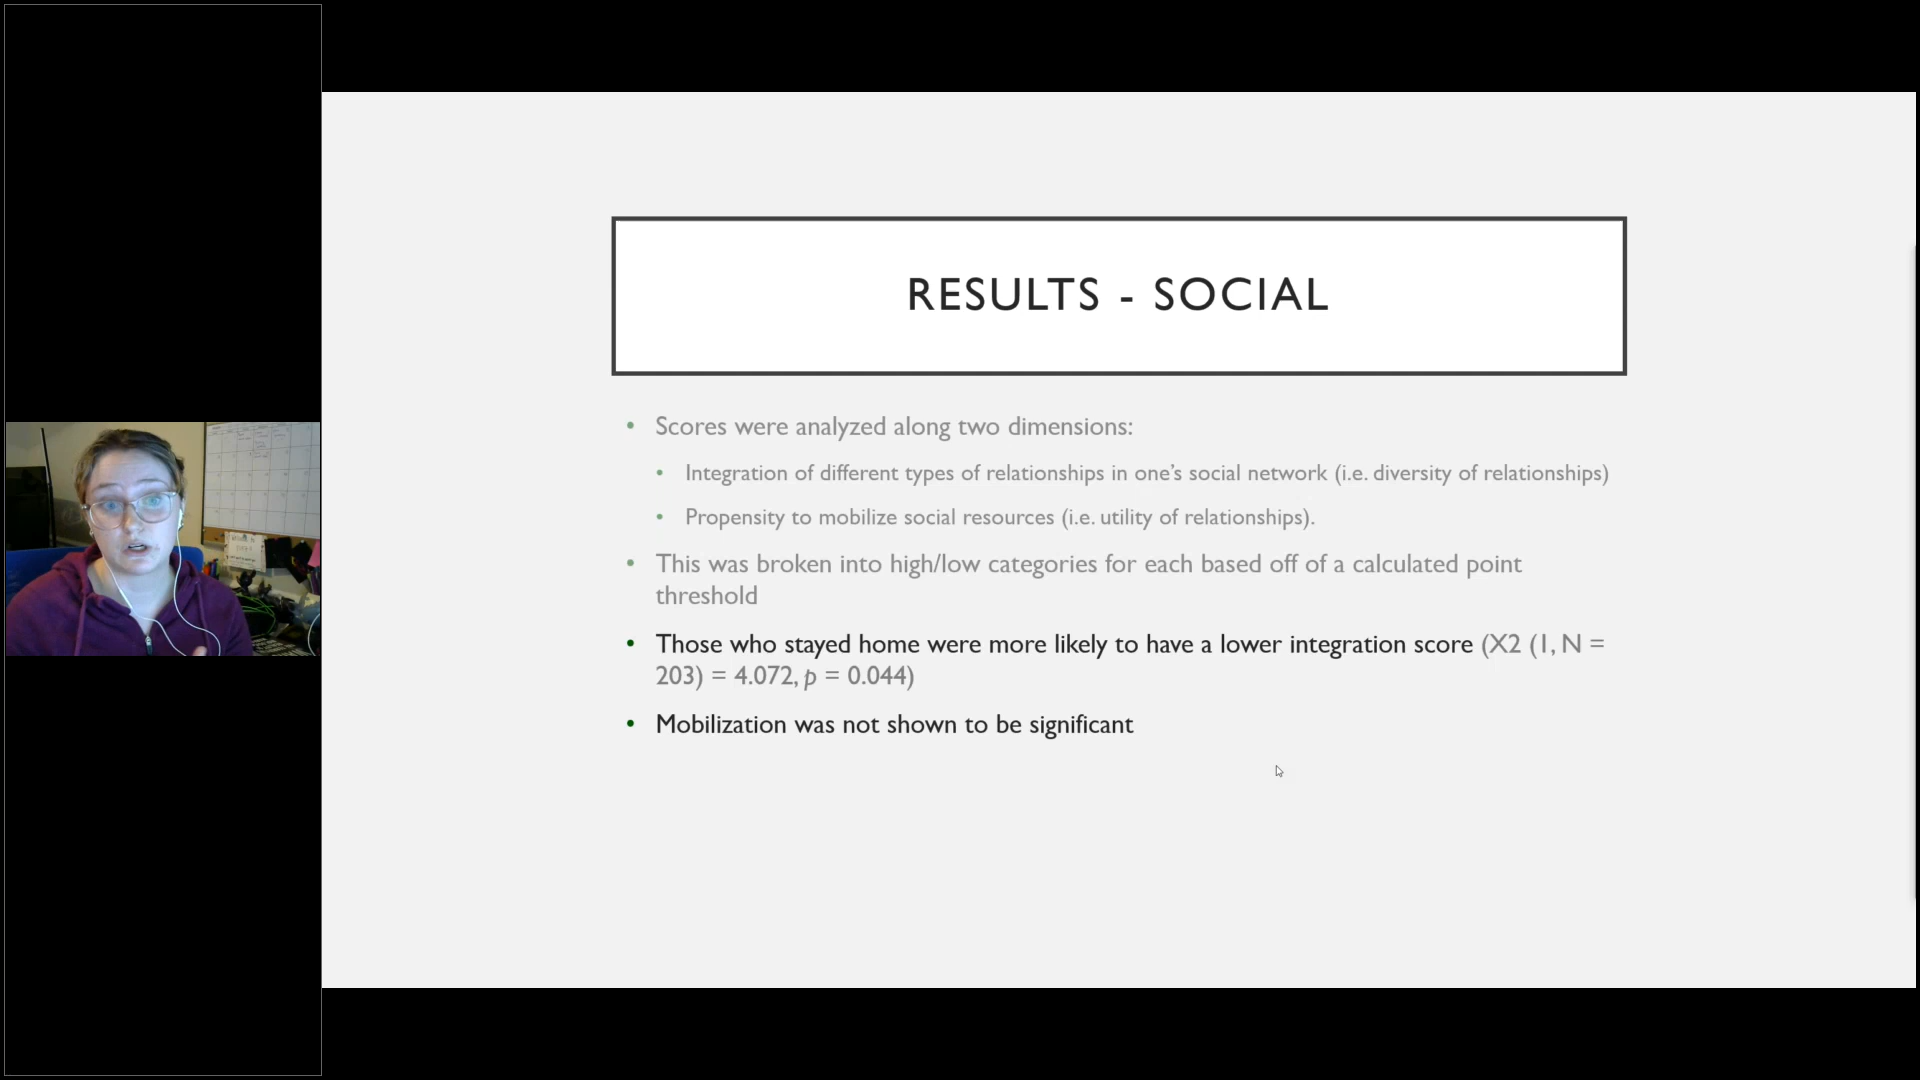 RESULTS - SOCIAL
• Scores were analyzed along two dimensions:
• Integration of different types of relationships in one’s social network (i.e. diversity of relationships)
• Propensity to mobilize social resources (i.e. utility of relationships).
• This was broken into high/low categories for each based off of a calculated point
threshold
• Those who stayed home were more likely to have a lower integration score (X2 (1, N =
203) = 4.072, p = 0.044)
• Mobilization was not shown to be significant